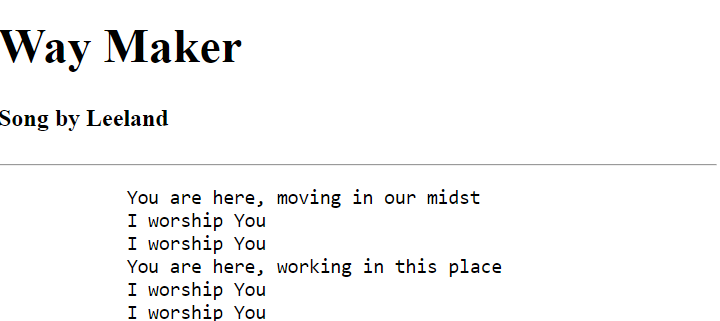 Way Maker
Song by Leeland
You are here, moving in our midst
I worship You
I worship You
You are here, working in this place
I worship You
I worship You